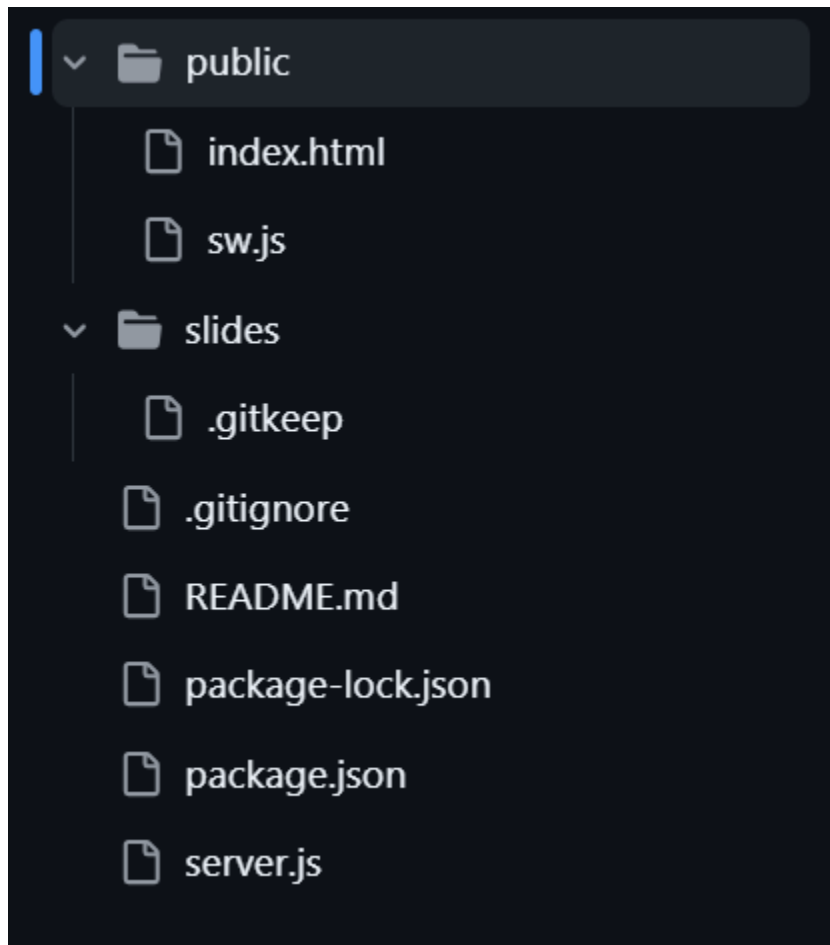 public
index.html
sw.js
slides
.gitkeep
.gitignore
README.md
package-lock.json
package.json
server.js